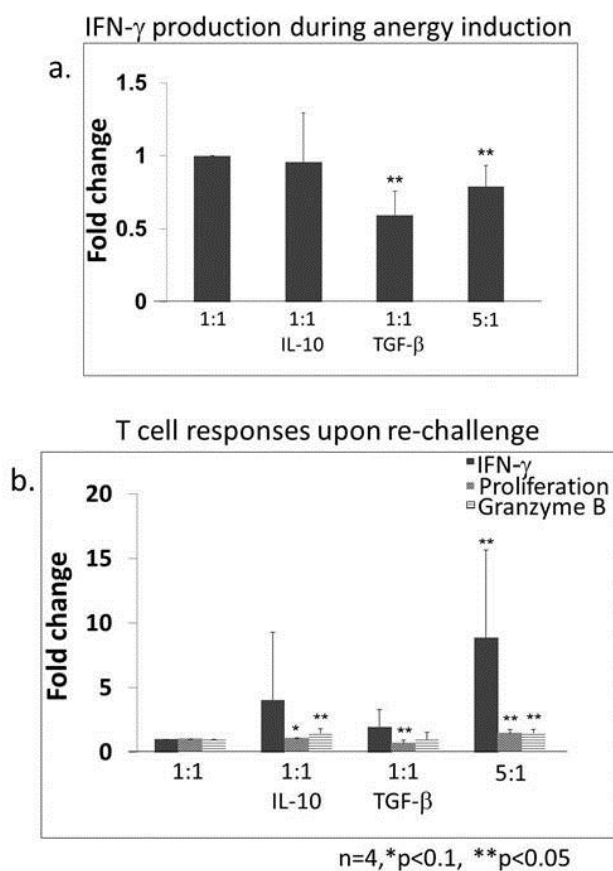 IFN-γ production during anergy induction
a.
Fold change
1.5
1
0.5
0
** **
1:1 1:1 1:1 5:1
IL-10 TGF-β
T cell responses upon re-challenge
b.
IFN-γ
Proliferation
Granzyme B
Fold change
20
15
10
5
0
**
* ** ** ** **
1:1 1:1 1:1 5:1
IL-10 TGF-β
n=4,*p<0.1, **p<0.05